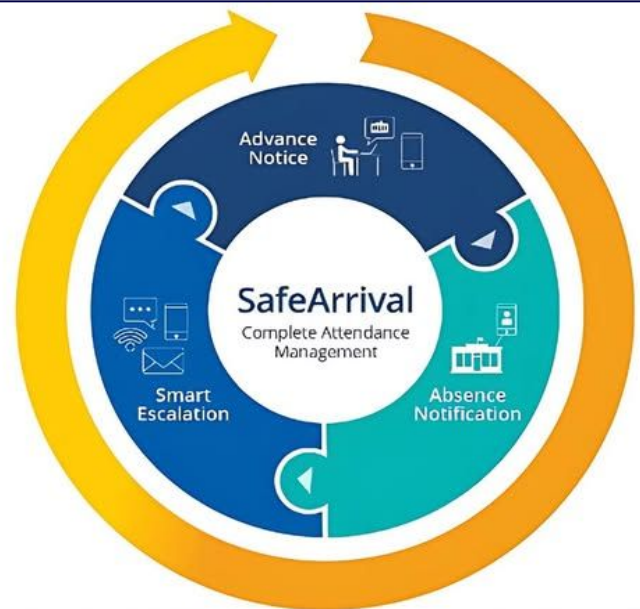 Advance
Notice
SafeArrival
Complete Attendance
Management
Smart
Escalation
Absence
Notification